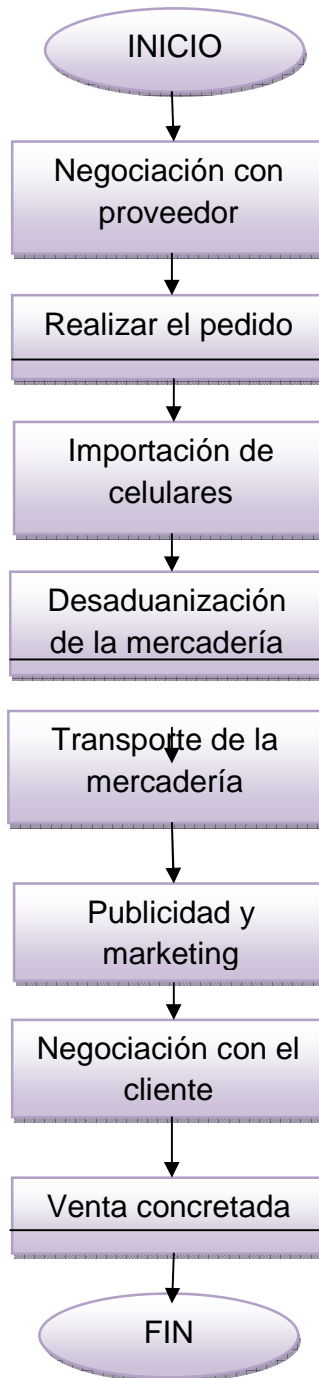 INICIO
Negociación con
proveedor
Realizar el pedido
Importación de
celulares
Desaduanización
de la mercadería
Transporte de la
mercadería
Publicidad y
marketing
Negociación con el
cliente
Venta concretada
FIN